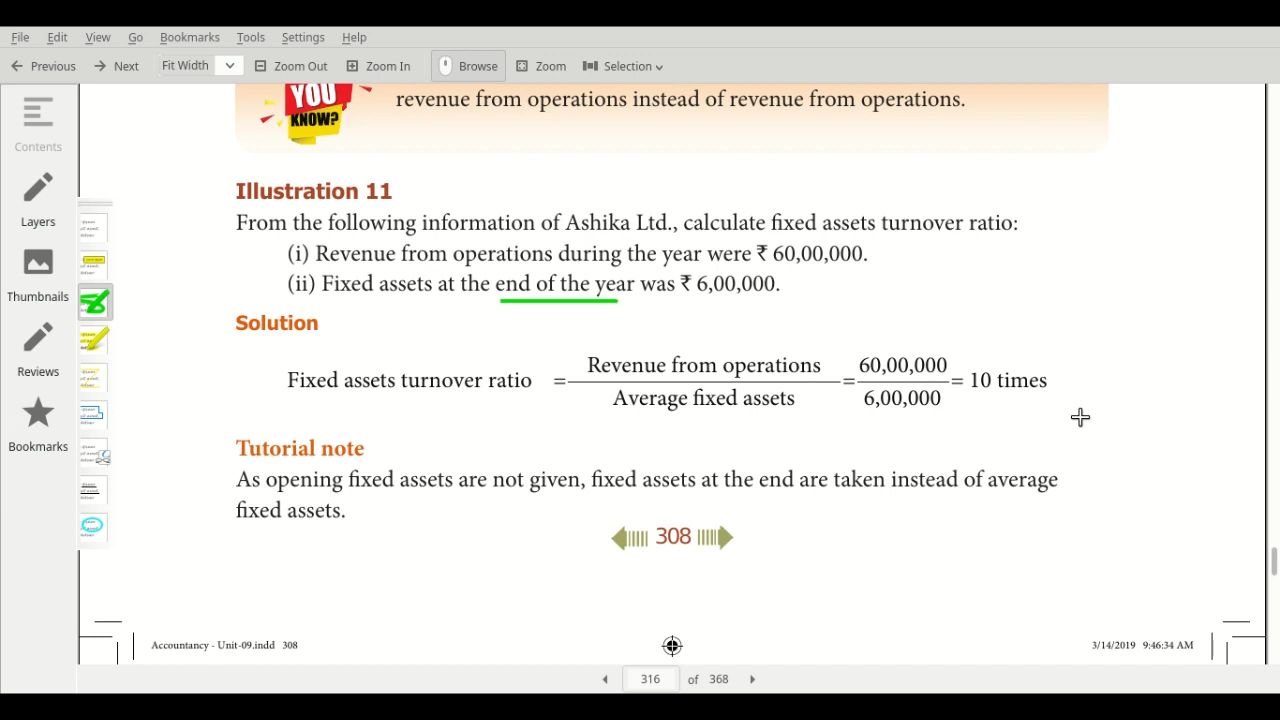 File Edit View Go Bookmarks Tools Settings Help
Previous Next Fit Width Zoom Out Zoom In Browse Zoom Selection
Contents
Layers
Thumbnails
Reviews
Bookmarks
YOU
KNOW?
revenue from operations instead of revenue from operations.
Illustration 11
From the following information of Ashika Ltd., calculate fixed assets turnover ratio:
(i) Revenue from operations during the year were ₹ 60,00,000.
(ii) Fixed assets at the end of the year was ₹ 6,00,000.
Solution
Fixed assets turnover ratio = Revenue from operations / Average fixed assets = 60,00,000 / 6,00,000 = 10 times
Tutorial note
As opening fixed assets are not given, fixed assets at the end are taken instead of average
fixed assets.
308
Accountancy - Unit-09.indd 308 3/14/2019 9:46:34 AM
316 of 368